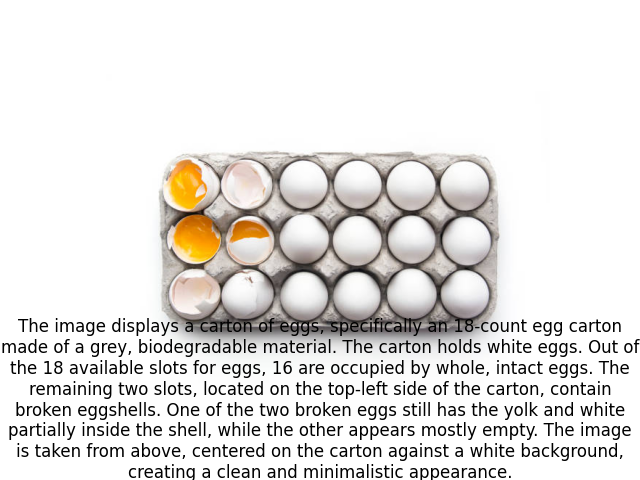 The image displays a carton of eggs, specifically an 18-count egg carton
made of a grey, biodegradable material. The carton holds white eggs. Out of
the 18 available slots for eggs, 16 are occupied by whole, intact eggs. The
remaining two slots, located on the top-left side of the carton, contain
broken eggshells. One of the two broken eggs still has the yolk and white
partially inside the shell, while the other appears mostly empty. The image
is taken from above, centered on the carton against a white background,
creating a clean and minimalistic appearance.